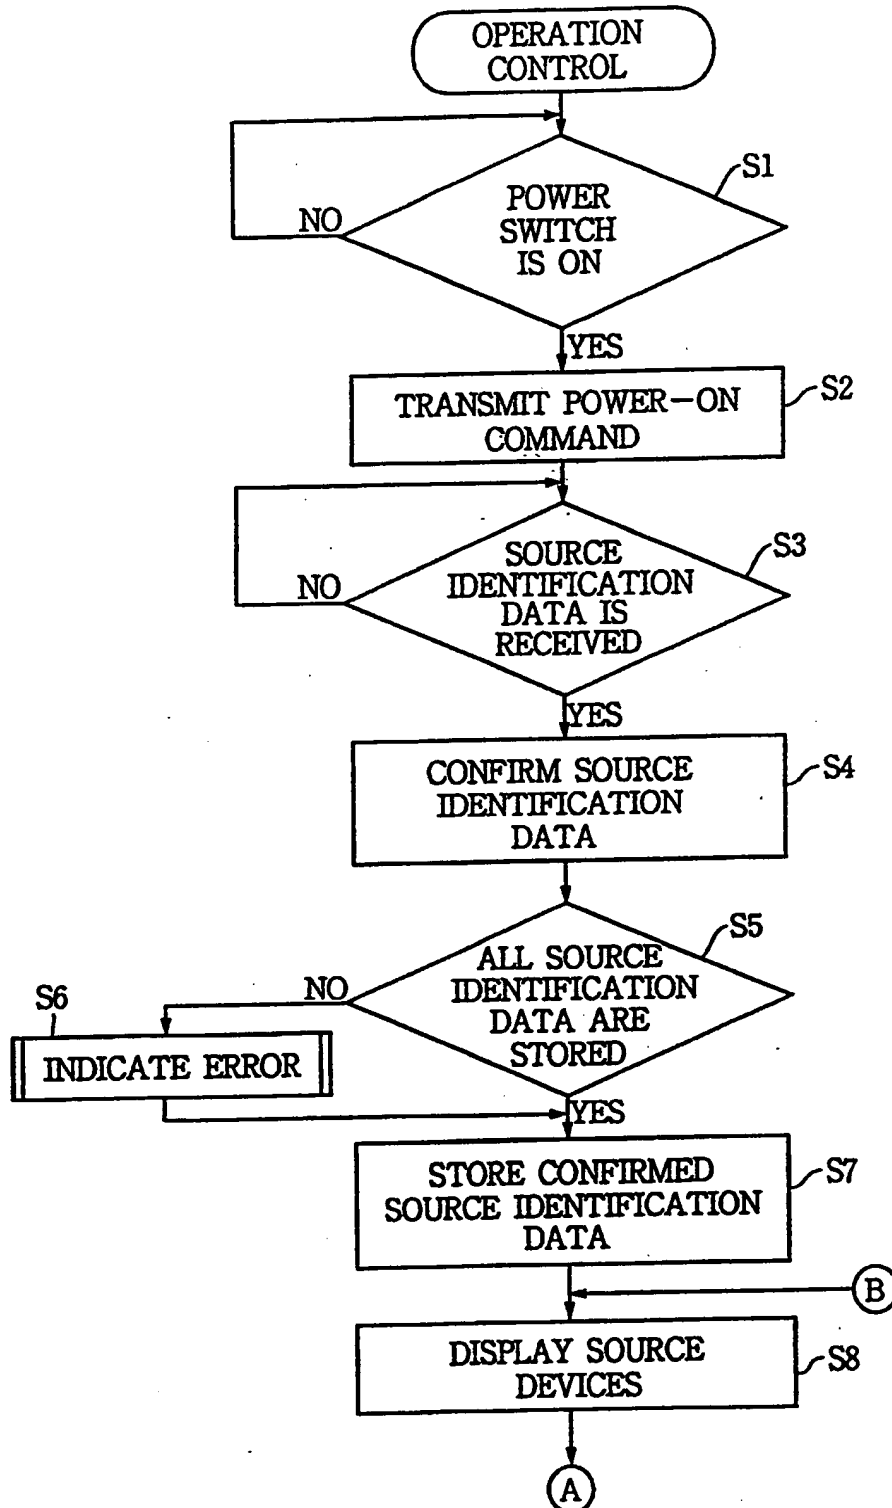 OPERATION
CONTROL
S1
POWER
SWITCH
IS ON
NO
YES
S2
TRANSMIT POWER-ON
COMMAND
S3
SOURCE
IDENTIFICATION
DATA IS
RECEIVED
NO
YES
S4
CONFIRM SOURCE
IDENTIFICATION
DATA
S5
ALL SOURCE
IDENTIFICATION
DATA ARE
STORED
NO
S6
INDICATE ERROR
YES
S7
STORE CONFIRMED
SOURCE IDENTIFICATION
DATA
B
S8
DISPLAY SOURCE
DEVICES
A